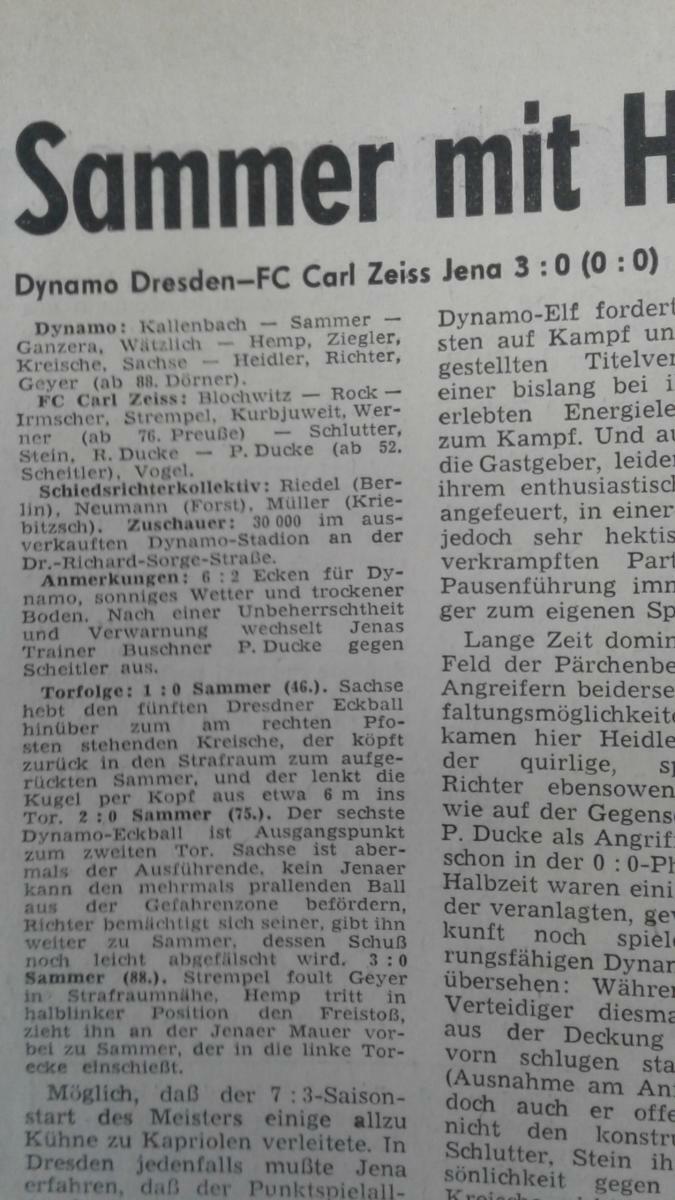 Sammer mit H
Dynamo Dresden—FC Carl Zeiss Jena 3 : 0 (0 : 0)
Dynamo: Kallenbach — Sammer —
Ganzera, Wätzlich — Hemp, Ziegler,
Kreische, Sachse — Heidler, Richter,
Geyer (ab 88. Dörner).
FC Carl Zeiss: Blochwitz — Rock —
Irmscher, Strempel, Kurbjuweit, Wer-
ner (ab 76. Preuße) — Schlutter,
Stein, R. Ducke — P. Ducke (ab 52.
Scheitler), Vogel.
Schiedsrichterkollektiv: Riedel (Ber-
lin), Neumann (Forst), Müller (Krie-
bitzsch). Zuschauer: 30 000 im aus-
verkauften Dynamo-Stadion an der
Dr.-Richard-Sorge-Straße.
Anmerkungen: 6 : 2 Ecken für Dy-
namo, sonniges Wetter und trockener
Boden. Nach einer Unbeherrschtheit
und Verwarnung wechselt Jenas
Trainer Buschner P. Ducke gegen
Scheitler aus.
Torfolge: 1 : 0 Sammer (46.). Sachse
hebt den fünften Dresdner Eckball
hinüber zum am rechten Pfo-
sten stehenden Kreische, der köpft
zurück in den Strafraum zum aufge-
rückten Sammer, und der lenkt die
Kugel per Kopf aus etwa 6 m ins
Tor. 2 : 0 Sammer (75.). Der sechste
Dynamo-Eckball ist Ausgangspunkt
zum zweiten Tor. Sachse ist aber-
mals der Ausführende, kein Jenaer
kann den mehrmals prallenden Ball
aus der Gefahrenzone befördern,
Richter bemächtigt sich seiner, gibt ihn
weiter zu Sammer, dessen Schuß
noch leicht abgefälscht wird. 3 : 0
Sammer (88.). Strempel foult Geyer
in Strafraumnähe, Hemp tritt in
halblinker Position den Freistoß,
zieht ihn an der Jenaer Mauer vor-
bei zu Sammer, der in die linke Tor-
ecke einschießt.
Möglich, daß der 7 : 3-Saison-
start des Meisters einige allzu
Kühne zu Kapriolen verleitete. In
Dresden jedenfalls mußte Jena
erfahren, daß der Punktspielall-
Dynamo-Elf fordert
sten auf Kampf un
gestellten Titelver
einer bislang bei i
erlebten Energiele
zum Kampf. Und au
die Gastgeber, leider
ihrem enthusiastisch
angefeuert, in einer
jedoch sehr hektis
verkrampften Part
Pausenführung imm
ger zum eigenen Sp
Lange Zeit domin
Feld der Pärchenbe
Angreifern beiderse
faltungsmöglichkeite
kamen hier Heidle
der quirlige, sp
Richter ebensowen
wie auf der Gegens
P. Ducke als Angriff
schon in der 0 : 0-Ph
Halbzeit waren eini
der veranlagten, gew
kunft noch spiele
rungsfähigen Dynam
übersehen: Währen
Verteidiger diesma
aus der Deckung
vorn schlugen sta
(Ausnahme am An
doch auch er offe
nicht den konstru
Schlutter, Stein ih
sönlichkeit gegen